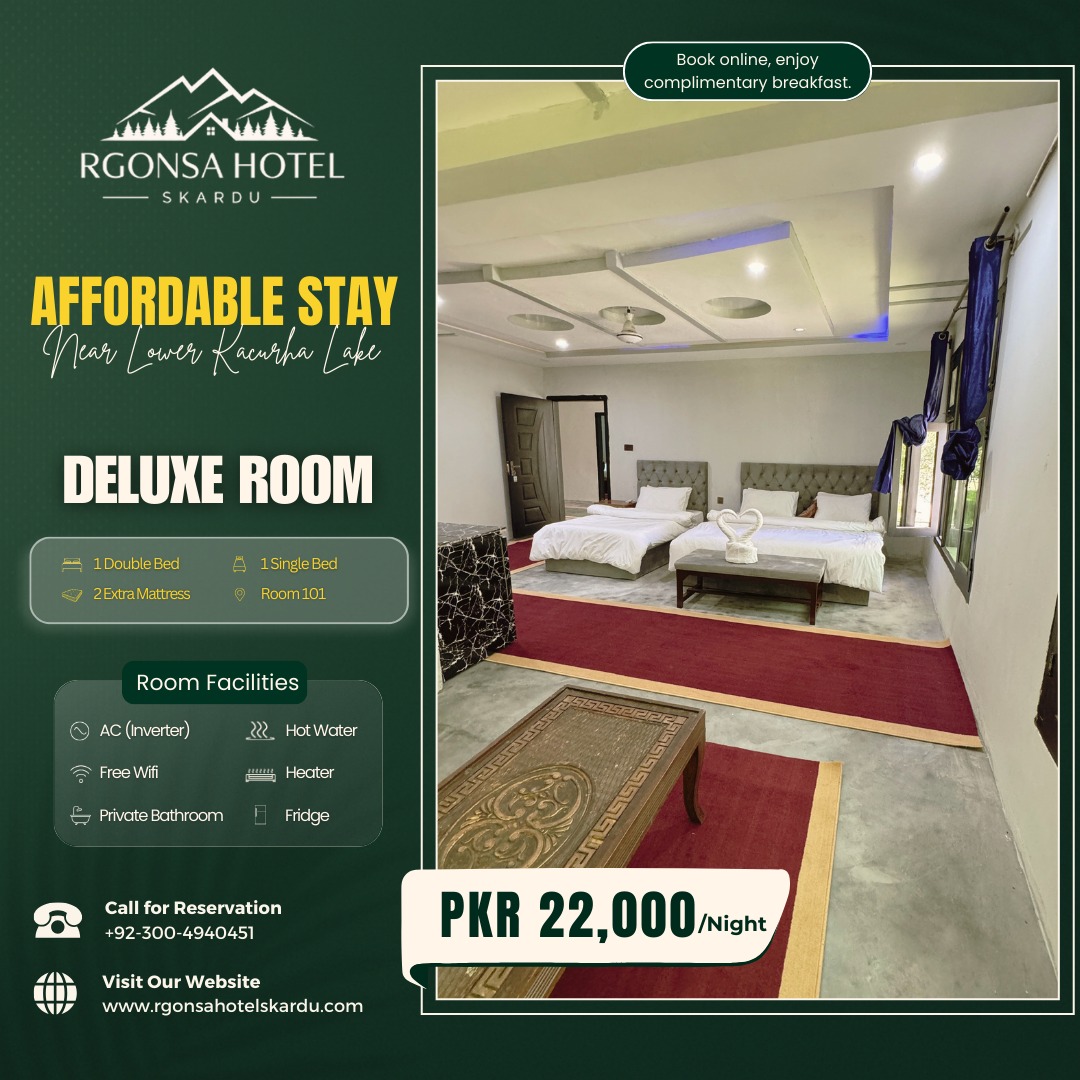 Book online, enjoy
complimentary breakfast.
RGONSA HOTEL
SKARDU
AFFORDABLE STAY
Near Lower Kacurha Lake
DELUXE ROOM
1 Double Bed
1 Single Bed
2 Extra Mattress
Room 101
Room Facilities
AC (Inverter)
Hot Water
Free Wifi
Heater
Private Bathroom
Fridge
PKR 22,000/Night
Call for Reservation
+92-300-4940451
Visit Our Website
www.rgonsahotelskardu.com